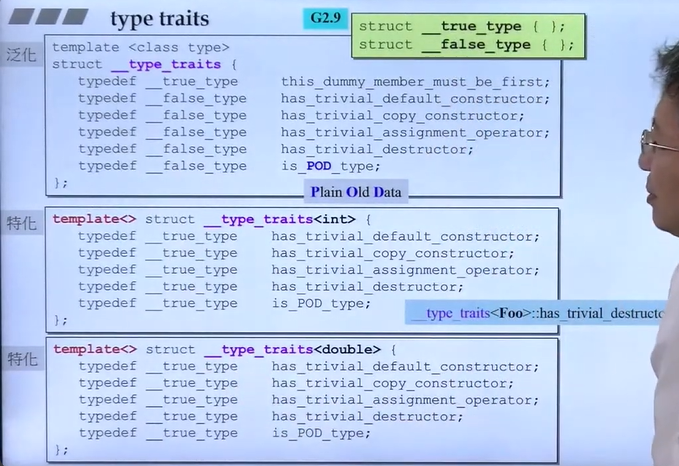 type traits
G2.9
struct __true_type { };
struct __false_type { };
泛化
template <class type>
struct __type_traits {
typedef __true_type this_dummy_member_must_be_first;
typedef __false_type has_trivial_default_constructor;
typedef __false_type has_trivial_copy_constructor;
typedef __false_type has_trivial_assignment_operator;
typedef __false_type has_trivial_destructor;
typedef __false_type is_POD_type;
};
Plain Old Data
特化
template<> struct __type_traits<int> {
typedef __true_type has_trivial_default_constructor;
typedef __true_type has_trivial_copy_constructor;
typedef __true_type has_trivial_assignment_operator;
typedef __true_type has_trivial_destructor;
typedef __true_type is_POD_type;
};
__type_traits<Foo>::has_trivial_destructo
特化
template<> struct __type_traits<double> {
typedef __true_type has_trivial_default_constructor;
typedef __true_type has_trivial_copy_constructor;
typedef __true_type has_trivial_assignment_operator;
typedef __true_type has_trivial_destructor;
typedef __true_type is_POD_type;
};